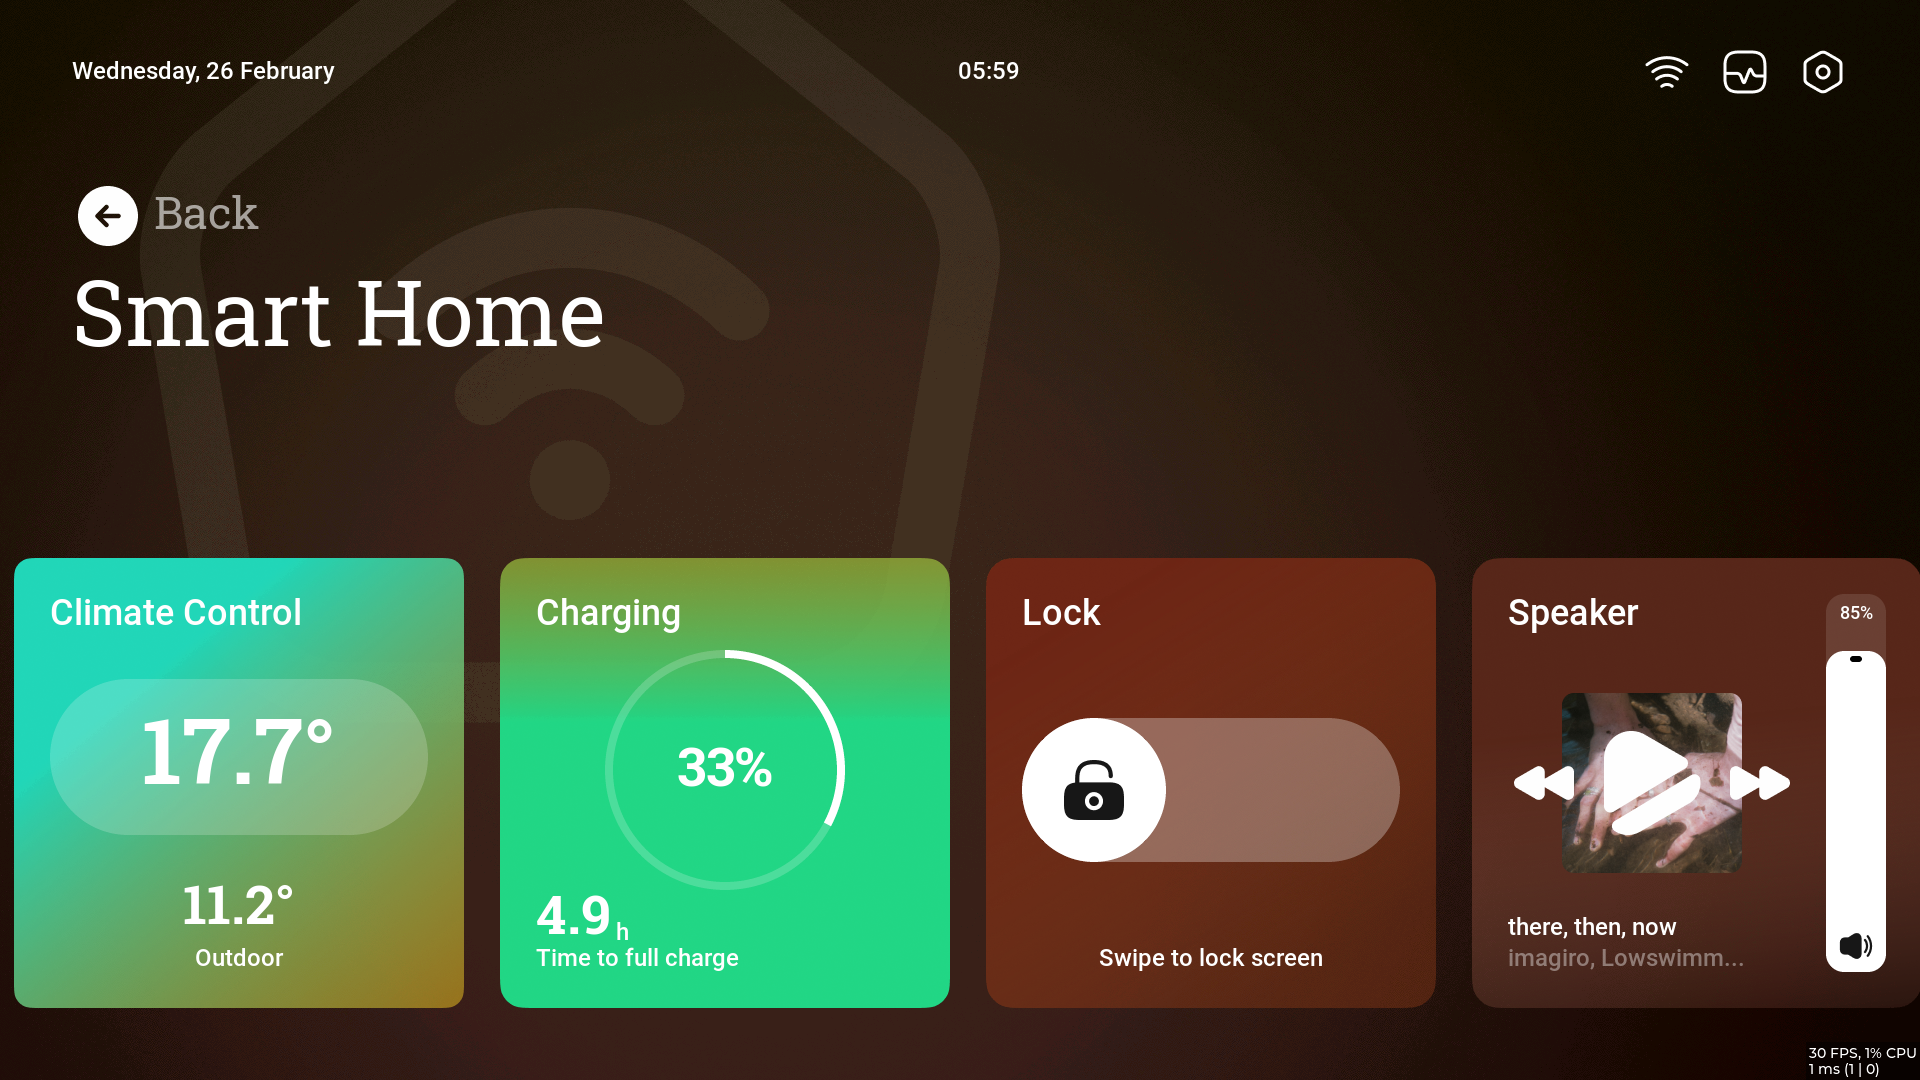 Wednesday, 26 February
05:59
Back
Smart Home
Climate Control
17.7°
11.2°
Outdoor
Charging
33%
4.9 h
Time to full charge
Lock
Swipe to lock screen
Speaker
85%
there, then, now
imagiro, Lowswimm...
30 FPS, 1% CPU
1 ms (1 | 0)